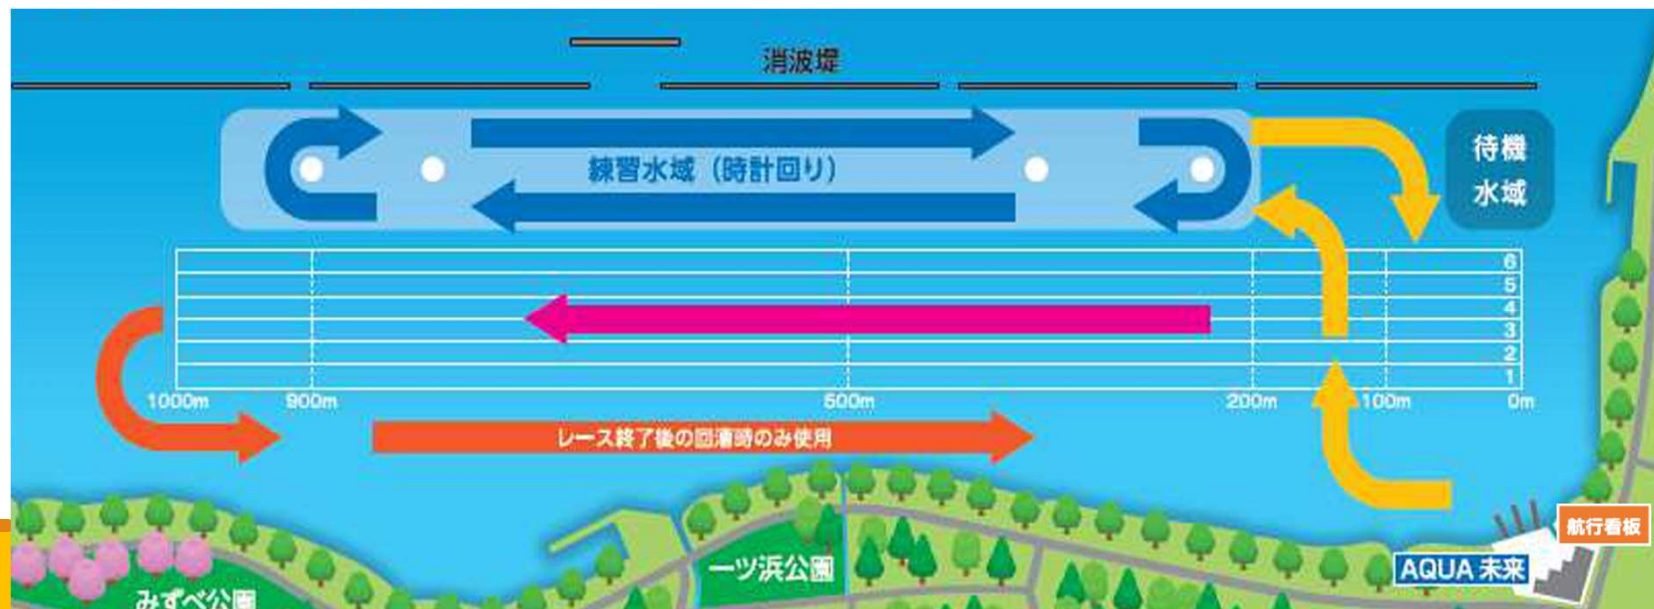 消波堤
練習水域（時計回り）
待機
水域
6
5
4
3
2
1
1000m
900m
500m
200m
100m
0m
レース終了後の回漕時のみ使用
航行看板
一ツ浜公園
AQUA 未来
みずべ公園